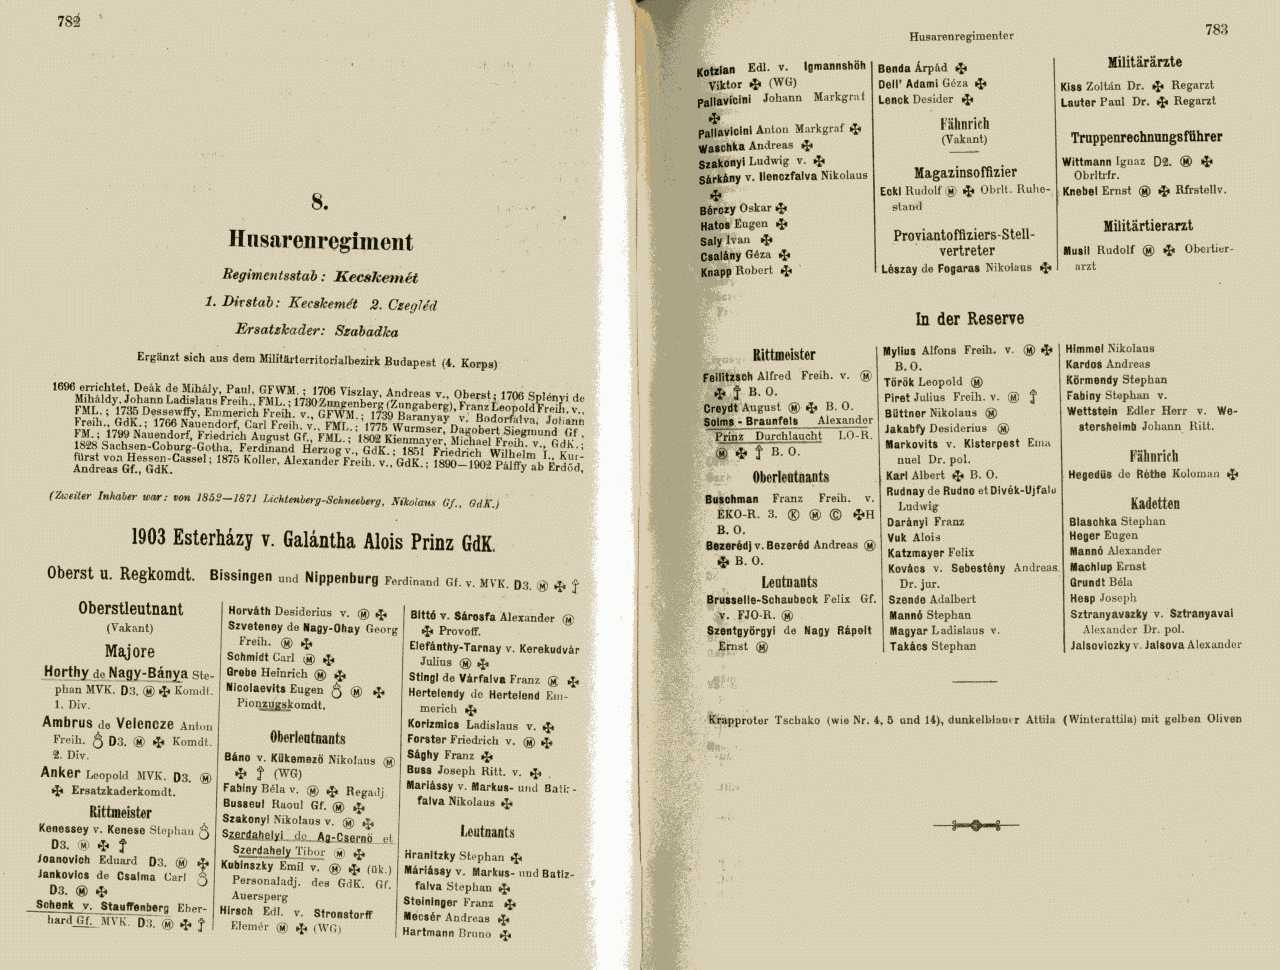 782
8.
Husarenregiment
Regimentsstab: Kecskemét
1. Divstab: Kecskemét 2. Czegléd
Ersatzkader: Szabadka
Ergänzt sich aus dem Militärterritorialbezirk Budapest (4. Korps)
1696 errichtet, Deák de Mihály, Paul, GFWM.; 1706 Viszlay, Andreas v., Oberst; 1706 Splényi de
Miháldy, Johann Ladislaus Freih., FML.; 1730 Zungenberg (Zungaberg), Franz Leopold Freih. v.,
FML.; 1735 Dessewffy, Emmerich Freih. v., GFWM.; 1739 Baranyay v. Bodorfalva, Johann
Freih., GdK.; 1766 Nauendorf, Carl Freih. v., FML.; 1775 Wurmser, Dagobert Siegmund Gf.,
FM.; 1799 Nauendorf, Friedrich August Gf., FML.; 1802 Kienmayer, Michael Freih. v., GdK.;
1828 Sachsen-Coburg-Gotha, Ferdinand Herzog v., GdK.; 1851 Friedrich Wilhelm I., Kur-
fürst von Hessen-Cassel; 1875 Koller, Alexander Freih. v., GdK.; 1890—1902 Pálffy ab Erdöd,
Andreas Gf., GdK.
(Zweiter Inhaber war: von 1852—1871 Lichtenberg-Schneeberg, Nikolaus Gf., GdK.)
1903 Esterházy v. Galántha Alois Prinz GdK.
Oberst u. Regkomdt. Bissingen und Nippenburg Ferdinand Gf. v. MVK. D3. Ⓜ ✠ †
Oberstleutnant
(Vakant)
Majore
Horthy de Nagy-Bánya Ste-
phan MVK. D3. Ⓜ ✠ Komdt.
1. Div.
Ambrus de Velencze Anton
Freih. D3. Ⓜ ✠ Komdt.
2. Div.
Anker Leopold MVK. D3. Ⓜ
✠ Ersatzkaderkomdt.
Rittmeister
Kenessey v. Kenese Stephan
D3. Ⓜ ✠ †
Joanovich Eduard D3. Ⓜ ✠
Jankovics de Csalma Carl
D3. Ⓜ ✠
Schenk v. Stauffenberg Eber-
hard Gf. MVK. D3. Ⓜ ✠ †
Horváth Desiderius v. Ⓜ ✠
Szveteney de Nagy-Ohay Georg
Freih. Ⓜ ✠
Schmidt Carl Ⓜ ✠
Grebe Heinrich Ⓜ ✠
Nicolaevits Eugen Ⓜ ✠
Pionzugskomdt.
Oberleutnants
Báno v. Kükemezö Nikolaus Ⓜ
✠ † (WG)
Fabiny Béla v. Ⓜ ✠ Regadj.
Busseul Raoul Gf. Ⓜ ✠
Szakonyi Nikolaus v. Ⓜ ✠
Szerdahelyi de Ag-Csernö et
Szerdahely Tibor Ⓜ ✠
Kubinszky Emil v. Ⓜ ✠ (ük.)
Personaladj. des GdK. Gf.
Auersperg
Hirsch Edl. v. Stronstorff
Elemér Ⓜ ✠ (WG)
Bittó v. Sárosfa Alexander Ⓜ
✠ Provoff.
Elefánthy-Tarnay v. Kerekudvár
Julius Ⓜ ✠
Stingl de Várfalva Franz Ⓜ ✠
Hertelendy de Hertelend Em-
merich ✠
Korizmics Ladislaus v. ✠
Forster Friedrich v. Ⓜ ✠
Sághy Franz ✠
Buss Joseph Ritt. v. ✠
Máriássy v. Markus- und Batiz-
falva Nikolaus ✠
Leutnants
Hranitzky Stephan ✠
Máriássy v. Markus- und Batiz-
falva Stephan ✠
Steininger Franz ✠
Mecsér Andreas ✠
Hartmann Bruno ✠
Husarenregimenter
783
Kotzian Edl. v. Igmannshöh
Viktor ✠ (WG)
Pallavicini Johann Markgraf
✠
Pallavicini Anton Markgraf ✠
Waschka Andreas ✠
Szakonyi Ludwig v. ✠
Sárkány v. Ilenczfalva Nikolaus
✠
Bérczy Oskar ✠
Hatos Eugen ✠
Saly Ivan ✠
Csalány Géza ✠
Knapp Robert ✠
Benda Árpád ✠
Dell' Adami Géza ✠
Lenck Desider ✠
Fähnrich
(Vakant)
Magazinsoffizier
Eckl Rudolf Ⓜ ✠ Obrlt. Ruhe-
stand
Proviantoffiziers-Stell-
vertreter
Lészay de Fogaras Nikolaus ✠
Militärärzte
Kiss Zoltán Dr. ✠ Regarzt
Lauter Paul Dr. ✠ Regarzt
Truppenrechnungsführer
Wittmann Ignaz D2. Ⓜ ✠
Obrltrfr.
Knebel Ernst Ⓜ ✠ Rfrstellv.
Militärtierarzt
Musil Rudolf Ⓜ ✠ Obertier-
arzt
In der Reserve
Rittmeister
Feilitzsch Alfred Freih. v. Ⓜ
✠ † B. O.
Creydt August Ⓜ ✠ B. O.
Solms - Braunfels Alexander
Prinz Durchlaucht LO-R.
Ⓜ ✠ † B. O.
Oberleutnants
Buschman Franz Freih. v.
EKO-R. 3. Ⓚ Ⓜ Ⓒ ✠H
B. O.
Bezerédj v. Bezeréd Andreas Ⓜ
✠ B. O.
Leutnants
Brusselle-Schaubeck Felix Gf.
v. FJO-R. Ⓜ
Szentgyörgyi de Nagy Rápolt
Ernst Ⓜ
Mylius Alfons Freih. v. Ⓜ ✠
B. O.
Török Leopold Ⓜ
Piret Julius Freih. v. Ⓜ †
Büttner Nikolaus Ⓜ
Jakabfy Desiderius Ⓜ
Markovits v. Kisterpest Ema
nuel Dr. pol.
Karl Albert ✠ B. O.
Rudnay de Rudno et Divék-Ujfalu
Ludwig
Darányi Franz
Vuk Alois
Katzmayer Felix
Kovács v. Sebestény Andreas
Dr. jur.
Szende Adalbert
Mannó Stephan
Magyar Ladislaus v.
Takács Stephan
Himmel Nikolaus
Kardos Andreas
Körmendy Stephan
Fabiny Stephan v.
Wettstein Edler Herr v. We-
stersheimb Johann Ritt.
Fähnrich
Hegedüs de Réthe Koloman ✠
Kadetten
Blaschka Stephan
Heger Eugen
Mannó Alexander
Machlup Ernst
Grundt Béla
Hesp Joseph
Sztranyavszky v. Sztranyavai
Alexander Dr. pol.
Jalsoviczky v. Jalsova Alexander
Krapproter Tschako (wie Nr. 4, 5 und 14), dunkelblauer Attila (Winterattila) mit gelben Oliven